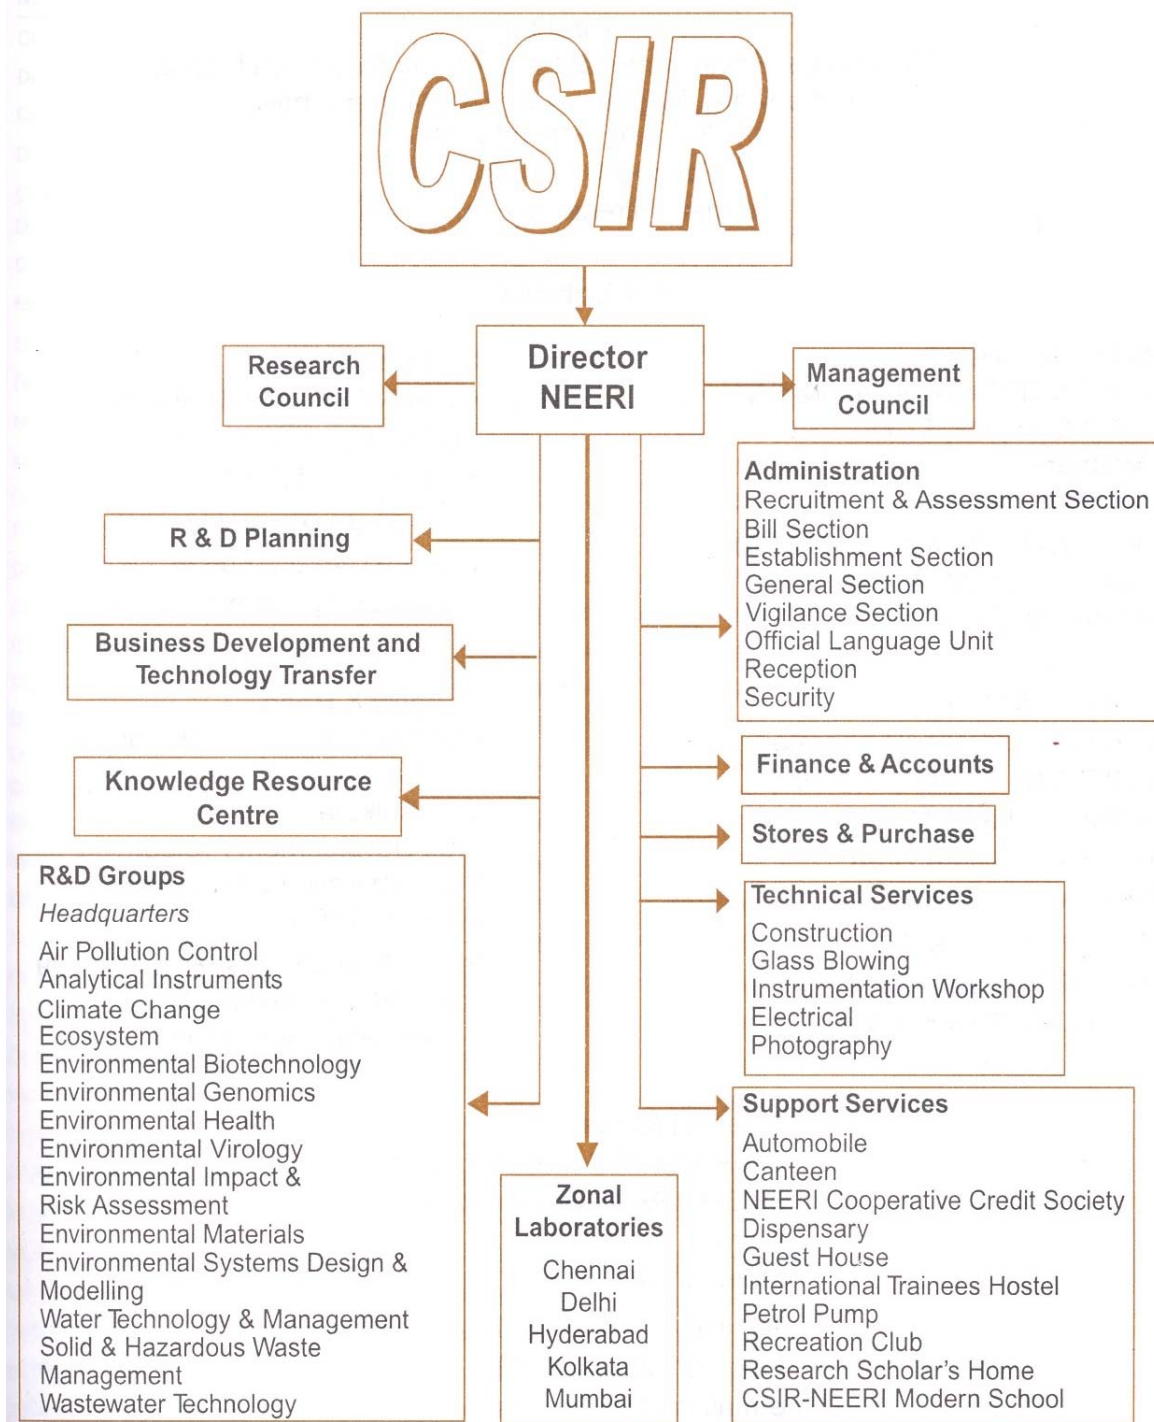 CSIR
Director
NEERI
Research
Council
Management
Council
R & D Planning
Business Development and
Technology Transfer
Knowledge Resource
Centre
R&D Groups
Headquarters
Air Pollution Control
Analytical Instruments
Climate Change
Ecosystem
Environmental Biotechnology
Environmental Genomics
Environmental Health
Environmental Virology
Environmental Impact &
Risk Assessment
Environmental Materials
Environmental Systems Design &
Modelling
Water Technology & Management
Solid & Hazardous Waste
Management
Wastewater Technology
Zonal
Laboratories
Chennai
Delhi
Hyderabad
Kolkata
Mumbai
Administration
Recruitment & Assessment Section
Bill Section
Establishment Section
General Section
Vigilance Section
Official Language Unit
Reception
Security
Finance & Accounts
Stores & Purchase
Technical Services
Construction
Glass Blowing
Instrumentation Workshop
Electrical
Photography
Support Services
Automobile
Canteen
NEERI Cooperative Credit Society
Dispensary
Guest House
International Trainees Hostel
Petrol Pump
Recreation Club
Research Scholar's Home
CSIR-NEERI Modern School